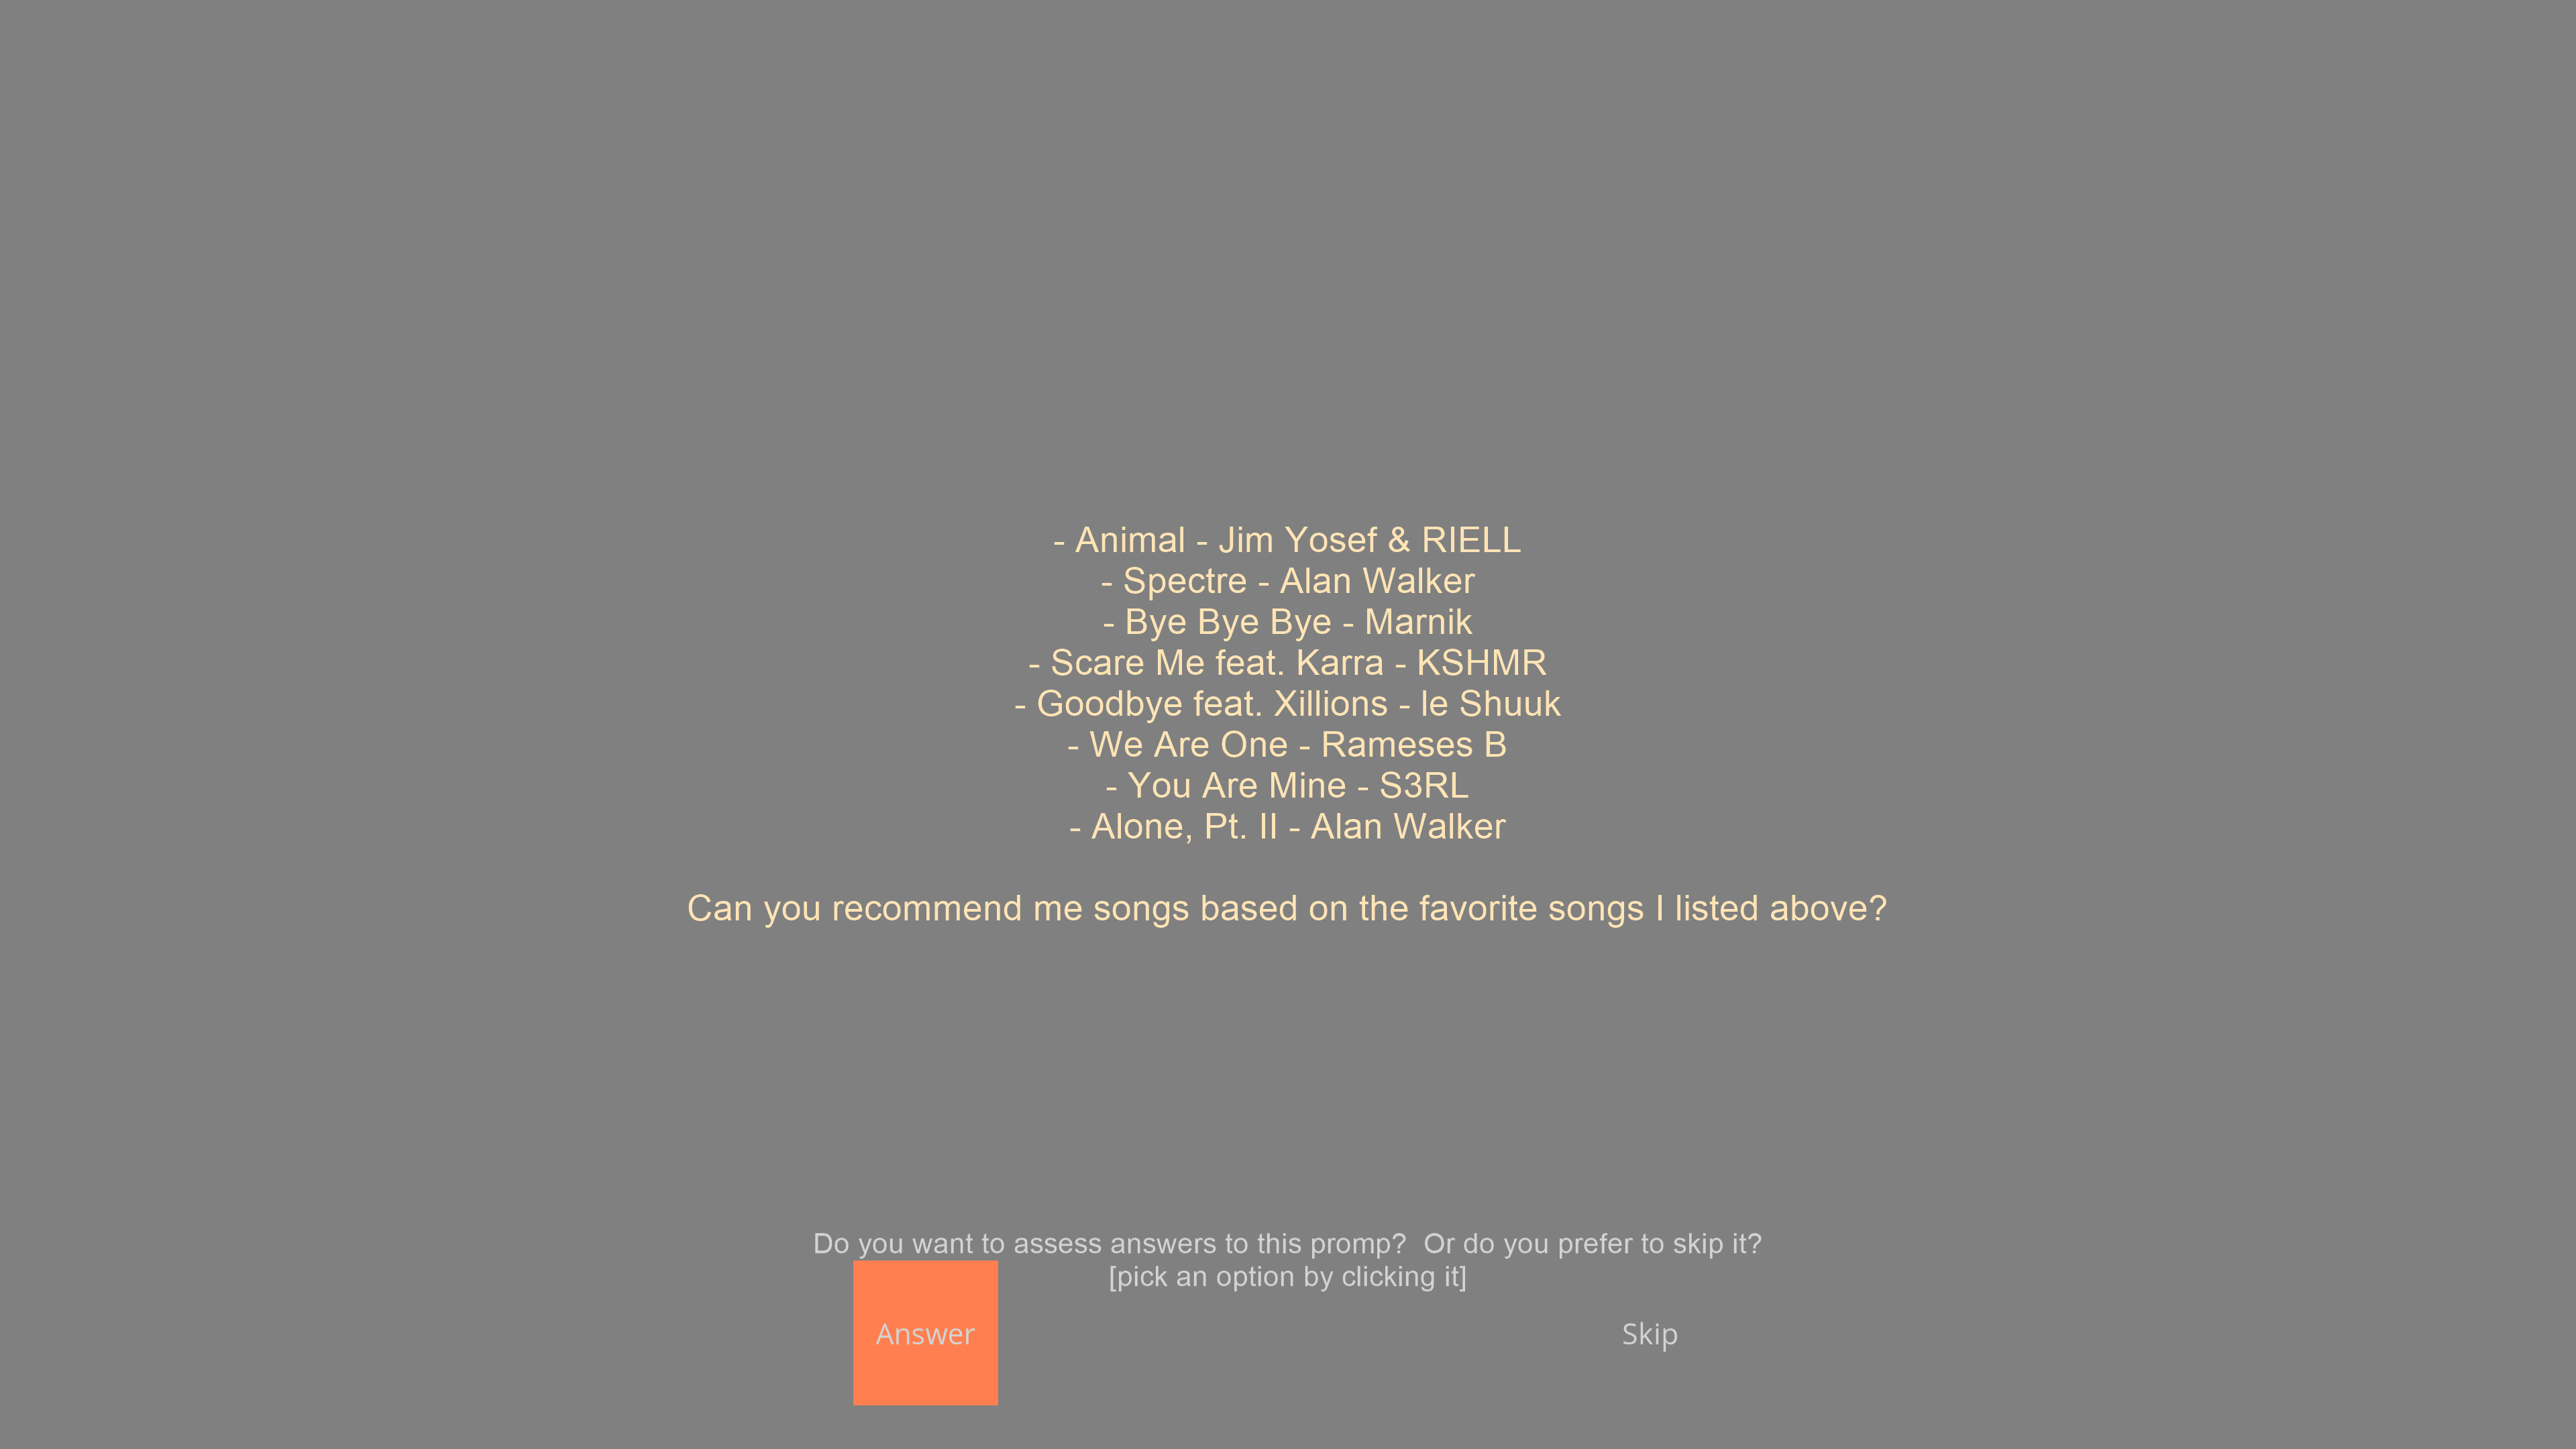 - Animal - Jim Yosef & RIELL
- Spectre - Alan Walker
- Bye Bye Bye - Marnik
- Scare Me feat. Karra - KSHMR
- Goodbye feat. Xillions - le Shuuk
- We Are One - Rameses B
- You Are Mine - S3RL
- Alone, Pt. II - Alan Walker
Can you recommend me songs based on the favorite songs I listed above?
Do you want to assess answers to this promp?  Or do you prefer to skip it?
[pick an option by clicking it]
Answer
Skip